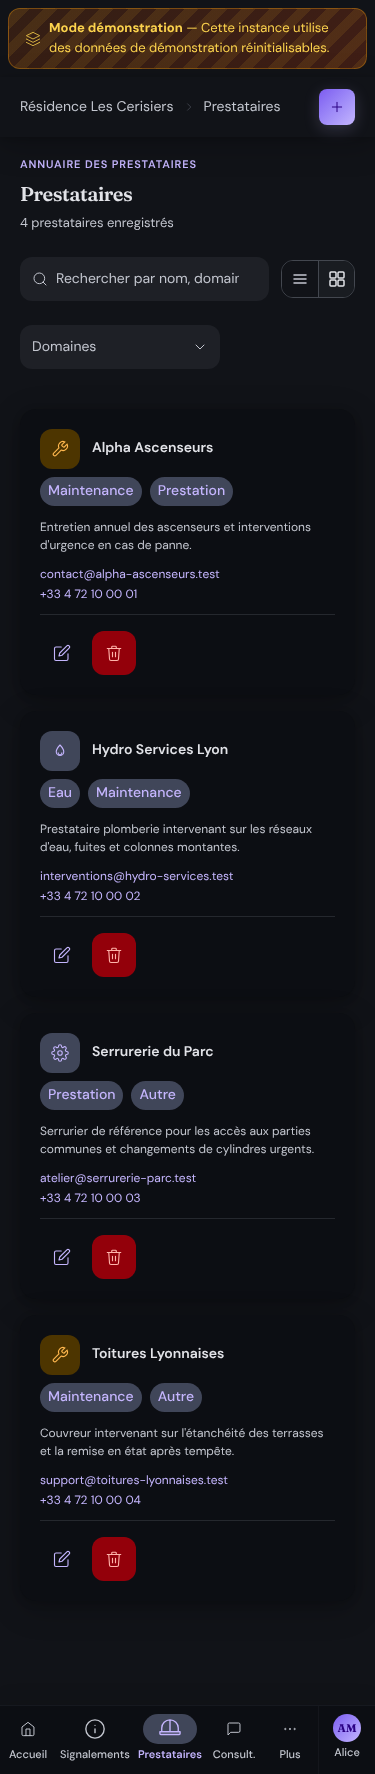 Mode démonstration — Cette instance utilise
des données de démonstration réinitialisables.
Résidence Les Cerisiers > Prestataires
ANNUAIRE DES PRESTATAIRES
Prestataires
4 prestataires enregistrés
Rechercher par nom, domain
Domaines
Alpha Ascenseurs
Maintenance Prestation
Entretien annuel des ascenseurs et interventions
d'urgence en cas de panne.
contact@alpha-ascenseurs.test
+33 4 72 10 00 01
Hydro Services Lyon
Eau Maintenance
Prestataire plomberie intervenant sur les réseaux
d'eau, fuites et colonnes montantes.
interventions@hydro-services.test
+33 4 72 10 00 02
Serrurerie du Parc
Prestation Autre
Serrurier de référence pour les accès aux parties
communes et changements de cylindres urgents.
atelier@serrurerie-parc.test
+33 4 72 10 00 03
Toitures Lyonnaises
Maintenance Autre
Couvreur intervenant sur l'étanchéité des terrasses
et la remise en état après tempête.
support@toitures-lyonnaises.test
+33 4 72 10 00 04
AM
Accueil Signalements Prestataires Consult. Plus Alice